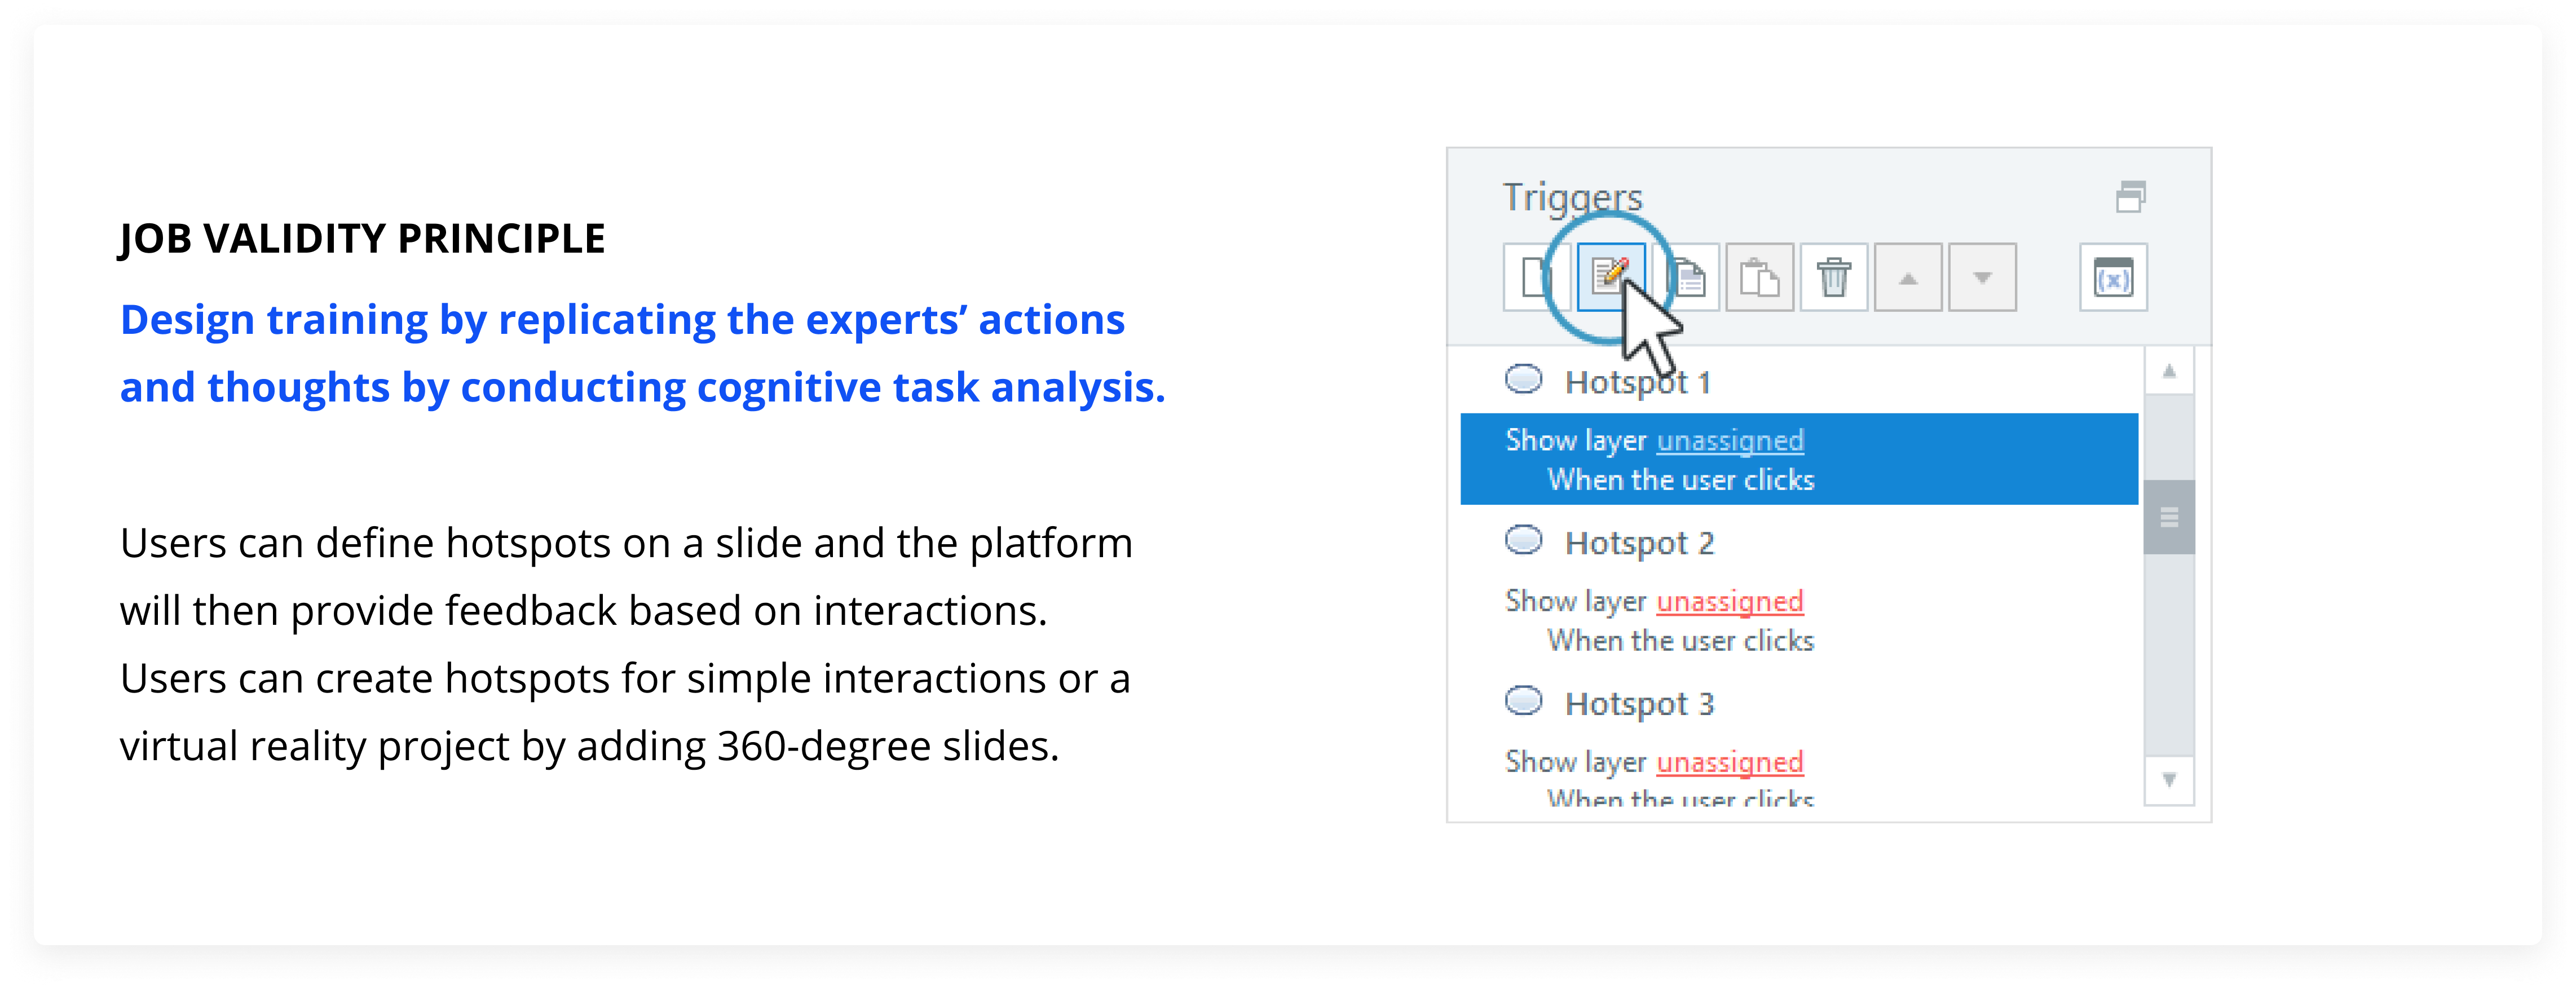 JOB VALIDITY PRINCIPLE
Design training by replicating the experts’ actions
and thoughts by conducting cognitive task analysis.
Users can define hotspots on a slide and the platform
will then provide feedback based on interactions.
Users can create hotspots for simple interactions or a
virtual reality project by adding 360-degree slides.
Triggers
(x)
Hotspot 1
Show layer unassigned
When the user clicks
Hotspot 2
Show layer unassigned
When the user clicks
Hotspot 3
Show layer unassigned
When the user clicks